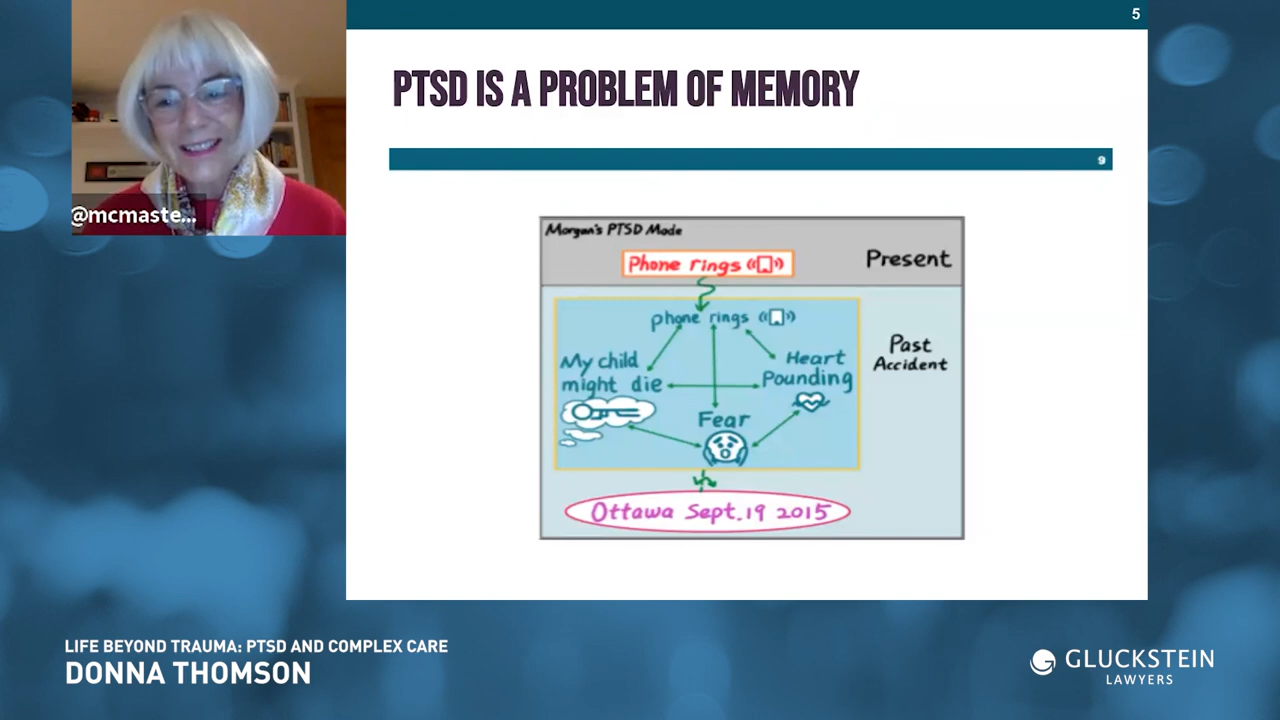 5
PTSD IS A PROBLEM OF MEMORY
9
@mcmaste...
Morgan's PTSD Mode
Phone rings
Present
phone rings
My child
might die
Heart
Pounding
Past
Accident
Fear
Ottawa Sept. 19 2015
LIFE BEYOND TRAUMA: PTSD AND COMPLEX CARE
DONNA THOMSON
GLUCKSTEIN
LAWYERS